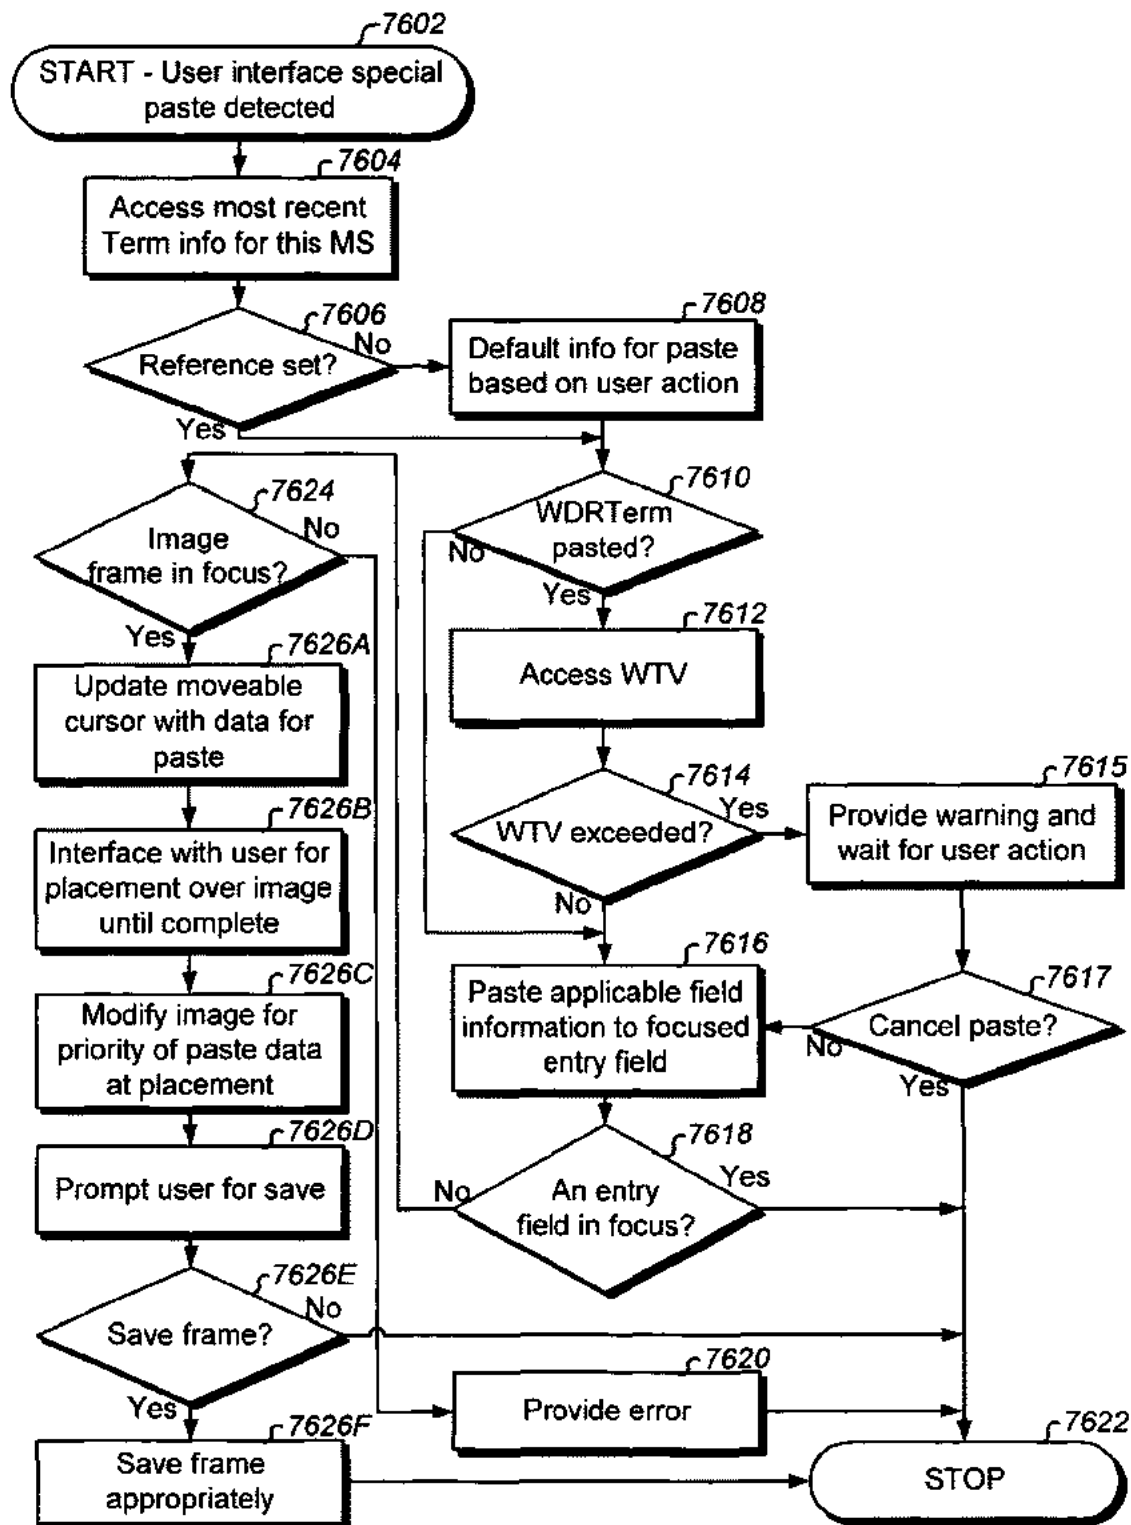 7602
START - User interface special
paste detected
7604
Access most recent
Term info for this MS
7606
Reference set?
No
Yes
7608
Default info for paste
based on user action
7610
WDRTerm
pasted?
No
Yes
7612
Access WTV
7614
WTV exceeded?
Yes
No
7615
Provide warning and
wait for user action
7616
Paste applicable field
information to focused
entry field
7617
Cancel paste?
No
Yes
7618
An entry
field in focus?
No
Yes
7624
Image
frame in focus?
No
Yes
7626A
Update moveable
cursor with data for
paste
7626B
Interface with user for
placement over image
until complete
7626C
Modify image for
priority of paste data
at placement
7626D
Prompt user for save
7626E
Save frame?
No
Yes
7626F
Save frame
appropriately
7620
Provide error
7622
STOP